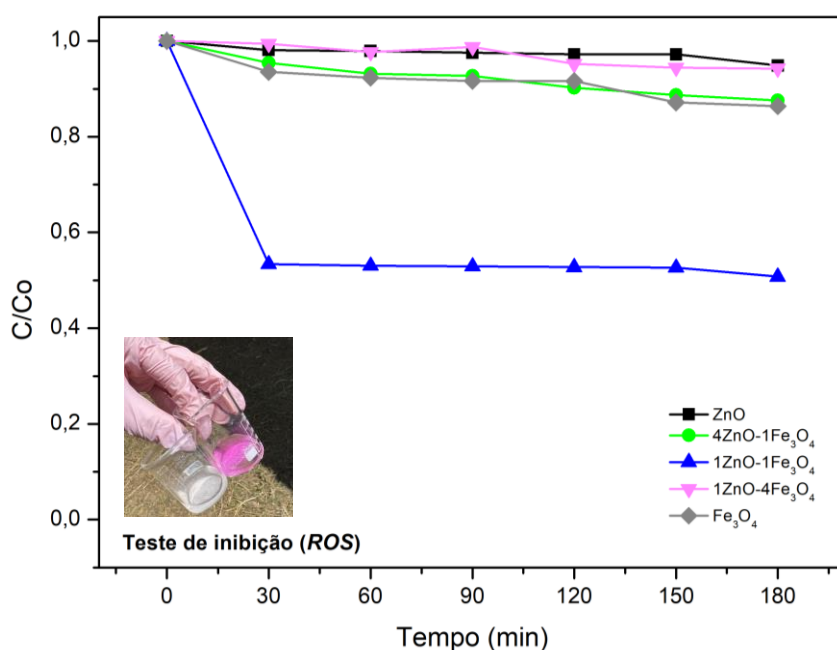 1,0
0,8
0,6
0,4
0,2
0,0
C/Co
ZnO
4ZnO-1Fe₃O₄
1ZnO-1Fe₃O₄
1ZnO-4Fe₃O₄
Fe₃O₄
Teste de inibição (ROS)
0 30 60 90 120 150 180
Tempo (min)